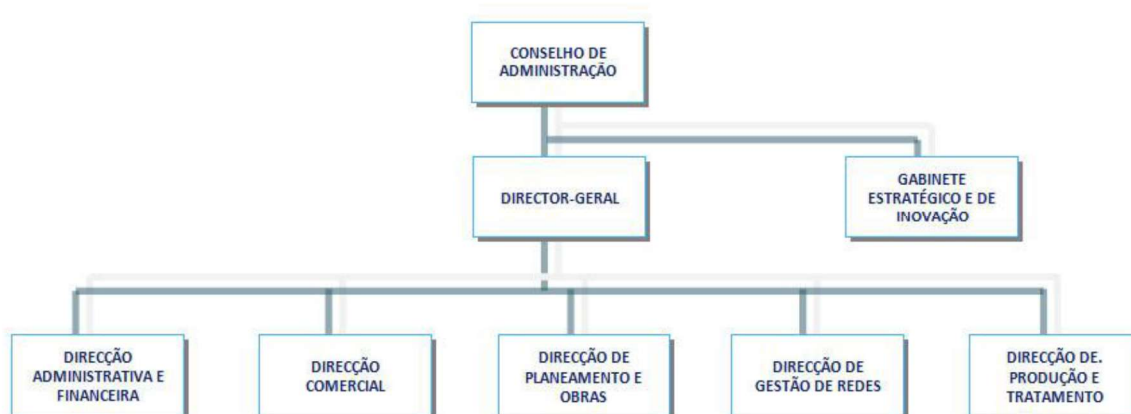 CONSELHO DE
ADMINISTRAÇÃO
DIRECTOR-GERAL
GABINETE
ESTRATÉGICO E DE
INOVAÇÃO
DIRECÇÃO
ADMINISTRATIVA E
FINANCEIRA
DIRECÇÃO
COMERCIAL
DIRECÇÃO DE
PLANEAMENTO E
OBRAS
DIRECÇÃO DE
GESTÃO DE REDES
DIRECÇÃO DE.
PRODUÇÃO E
TRATAMENTO